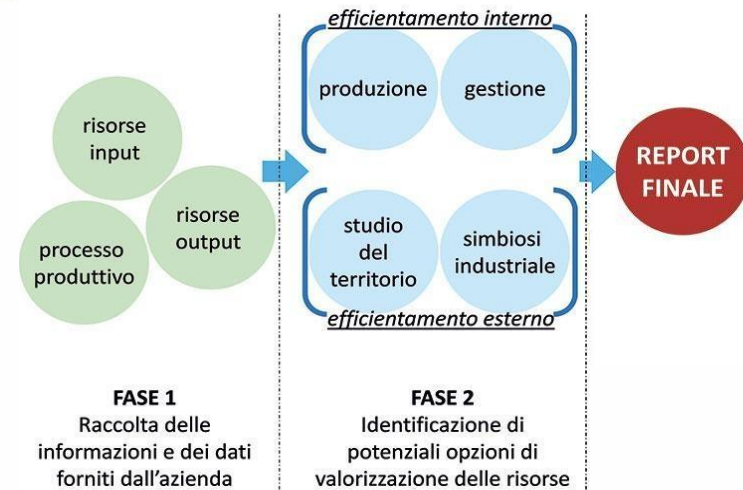 risorse
input
risorse
output
processo
produttivo
FASE 1
Raccolta delle
informazioni e dei dati
forniti dall'azienda
efficientamento interno
produzione
gestione
studio
del
territorio
simbiosi
industriale
efficientamento esterno
FASE 2
Identificazione di
potenziali opzioni di
valorizzazione delle risorse
REPORT
FINALE